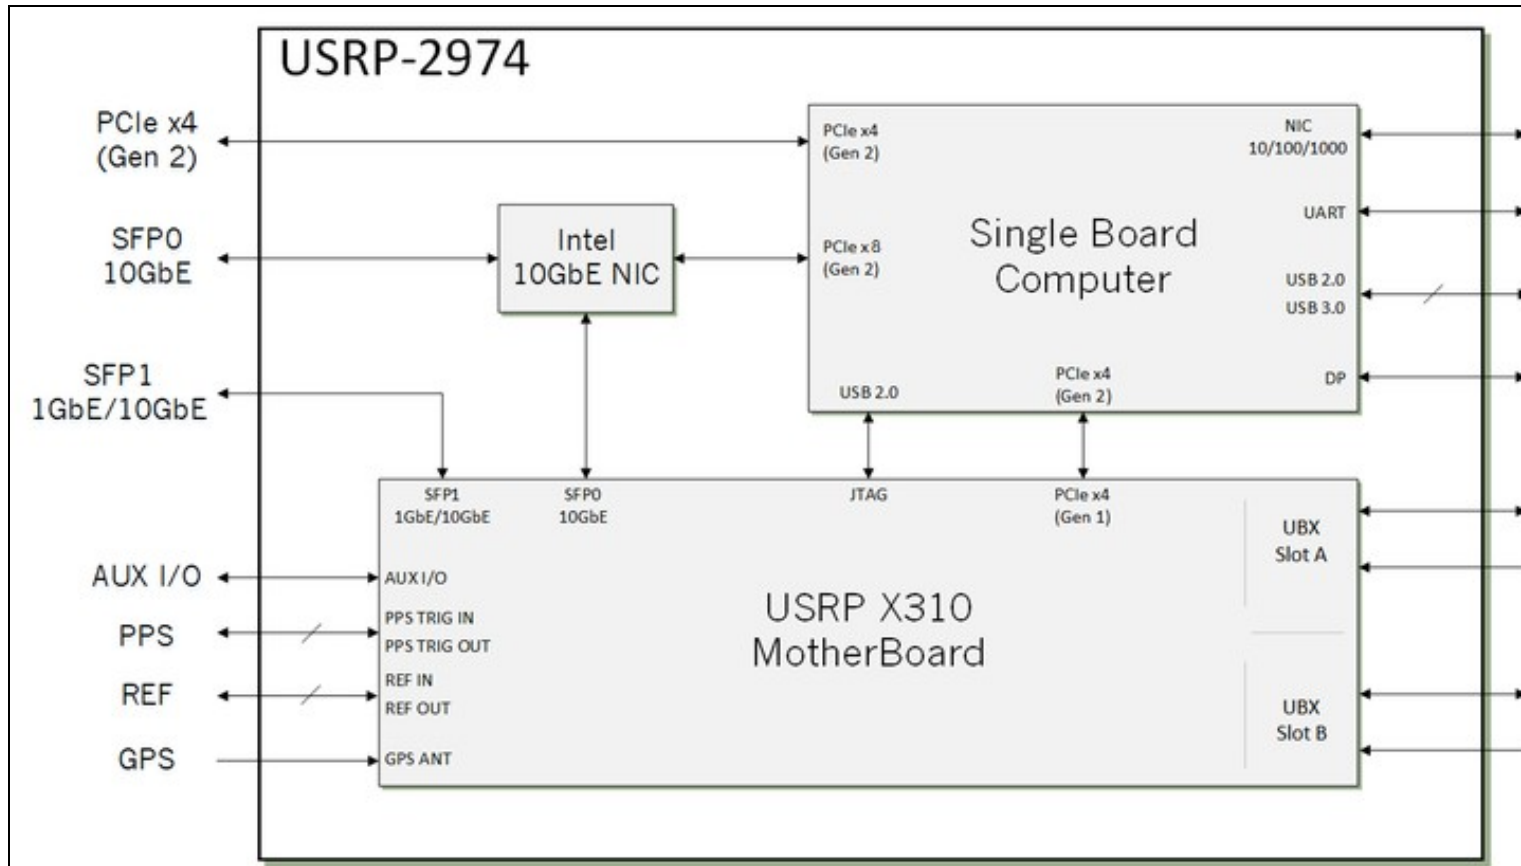 USRP-2974
PCIe x4
(Gen 2)
SFP0
10GbE
SFP1
1GbE/10GbE
AUX I/O
PPS
REF
GPS
Intel
10GbE NIC
PCIe x4
(Gen 2)
PCIe x8
(Gen 2)
Single Board
Computer
NIC
10/100/1000
UART
USB 2.0
USB 3.0
DP
USB 2.0
PCIe x4
(Gen 2)
SFP1
1GbE/10GbE
SFP0
10GbE
JTAG
PCIe x4
(Gen 1)
AUX I/O
PPS TRIG IN
PPS TRIG OUT
REF IN
REF OUT
GPS ANT
USRP X310
MotherBoard
UBX
Slot A
UBX
Slot B